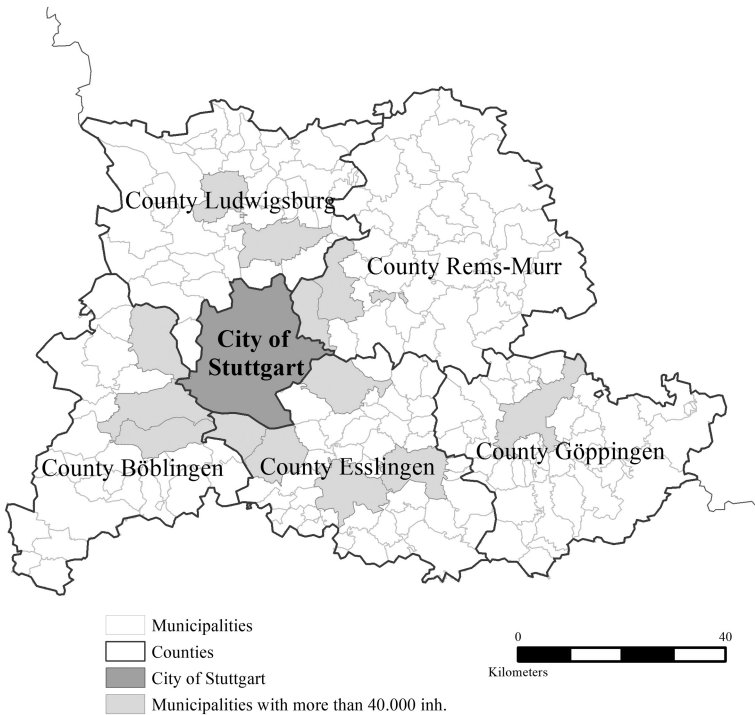 County Ludwigsburg
County Rems-Murr
City of
Stuttgart
County Göppingen
County Böblingen
County Esslingen
Municipalities
Counties
City of Stuttgart
Municipalities with more than 40.000 inh.
0 40
Kilometers